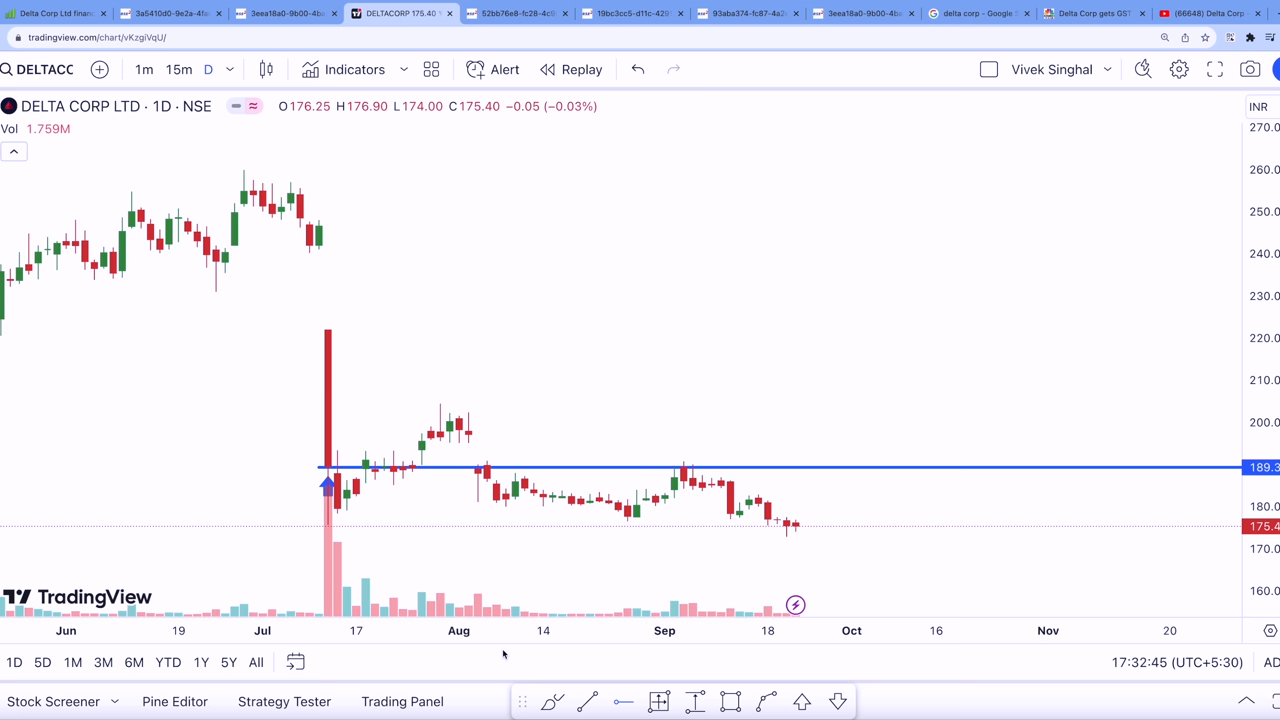 Delta Corp Ltd financ
3a5410d0-9e2a-4fa
3eea18a0-9b00-4b
DELTACORP 175.40
52bb76e8-fc28-4c9
19bc3cc5-d11c-429
93aba374-fc87-4a2
3eea18a0-9b00-4b
delta corp - Google S
Delta Corp gets GST
(66648) Delta Corp -
tradingview.com/chart/vKzgiVqU/
DELTACC
1m 15m D
Indicators
Alert
Replay
Vivek Singhal
DELTA CORP LTD · 1D · NSE
O176.25 H176.90 L174.00 C175.40 −0.05 (−0.03%)
INR
Vol 1.759M
270.0
260.0
250.0
240.0
230.0
220.0
210.0
200.0
189.3
180.0
175.4
170.0
160.0
TradingView
Jun 19 Jul 17 Aug 14 Sep 18 Oct 16 Nov 20
1D 5D 1M 3M 6M YTD 1Y 5Y All
17:32:45 (UTC+5:30)
AD
Stock Screener
Pine Editor
Strategy Tester
Trading Panel